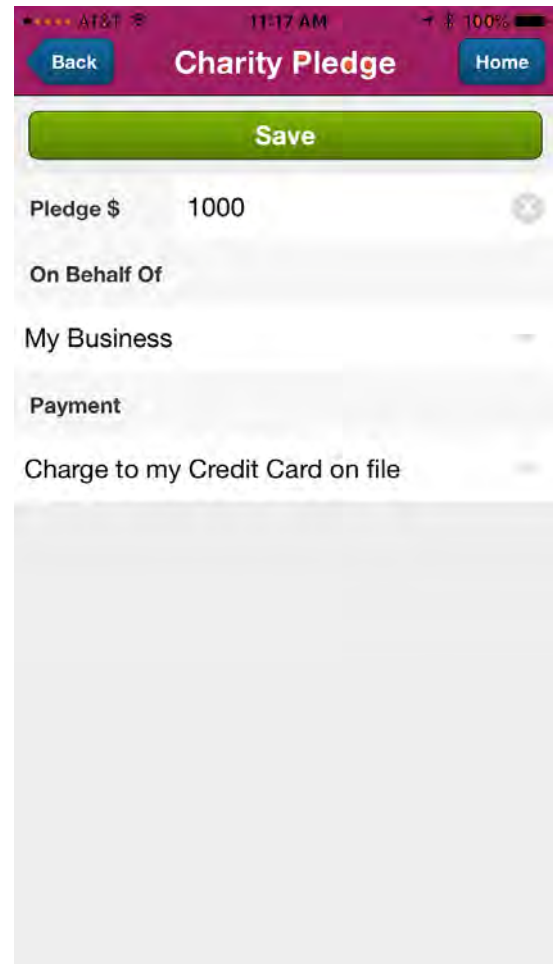 AT&T 11:17 AM 100%
Back Charity Pledge Home
Save
Pledge $ 1000
On Behalf Of
My Business
Payment
Charge to my Credit Card on file